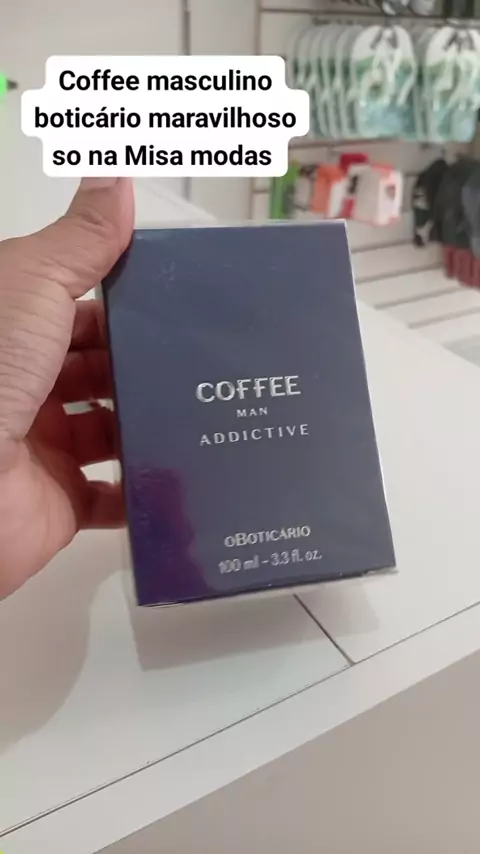 Coffee masculino
boticário maravilhoso
so na Misa modas
COFFEE
MAN
ADDICTIVE
oBOTICÁRIO
100 ml - 3.3 fl. oz.